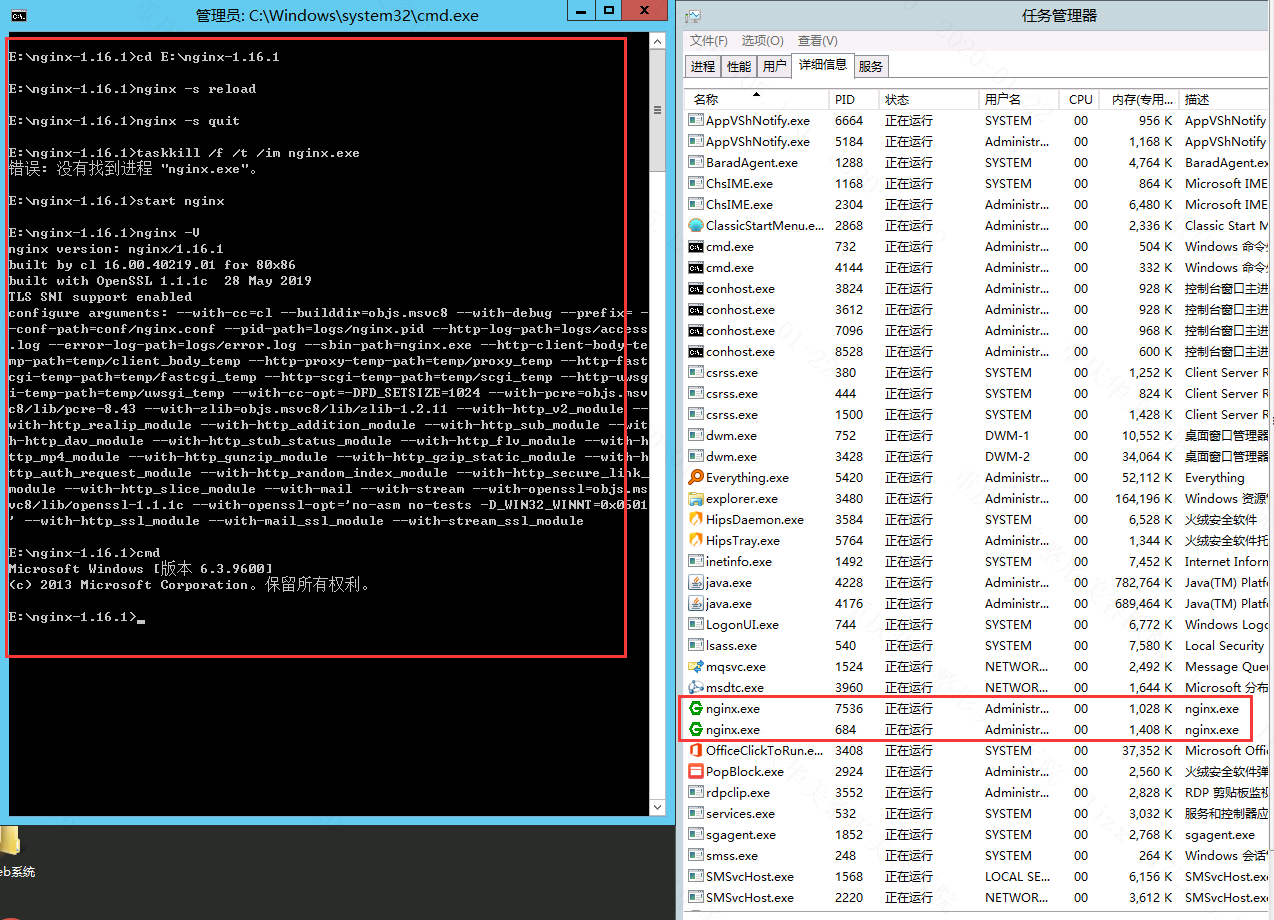 管理员: C:\Windows\system32\cmd.exe
E:\nginx-1.16.1>cd E:\nginx-1.16.1
E:\nginx-1.16.1>nginx -s reload
E:\nginx-1.16.1>nginx -s quit
E:\nginx-1.16.1>taskkill /f /t /im nginx.exe
错误: 没有找到进程 "nginx.exe"。
E:\nginx-1.16.1>start nginx
E:\nginx-1.16.1>nginx -V
nginx version: nginx/1.16.1
built by cl 16.00.40219.01 for 80x86
built with OpenSSL 1.1.1c  28 May 2019
TLS SNI support enabled
configure arguments: --with-cc=cl --builddir=objs.msvc8 --with-debug --prefix= -
-conf-path=conf/nginx.conf --pid-path=logs/nginx.pid --http-log-path=logs/access
.log --error-log-path=logs/error.log --sbin-path=nginx.exe --http-client-body-te
mp-path=temp/client_body_temp --http-proxy-temp-path=temp/proxy_temp --http-fast
cgi-temp-path=temp/fastcgi_temp --http-scgi-temp-path=temp/scgi_temp --http-uwsg
i-temp-path=temp/uwsgi_temp --with-cc-opt=-DFD_SETSIZE=1024 --with-pcre=objs.msv
c8/lib/pcre-8.43 --with-zlib=objs.msvc8/lib/zlib-1.2.11 --with-http_v2_module --
with-http_realip_module --with-http_addition_module --with-http_sub_module --wit
h-http_dav_module --with-http_stub_status_module --with-http_flv_module --with-h
ttp_mp4_module --with-http_gunzip_module --with-http_gzip_static_module --with-h
ttp_auth_request_module --with-http_random_index_module --with-http_secure_link_
module --with-http_slice_module --with-mail --with-stream --with-openssl=objs.ms
vc8/lib/openssl-1.1.1c --with-openssl-opt='no-asm no-tests -D_WIN32_WINNT=0x0501
' --with-http_ssl_module --with-mail_ssl_module --with-stream_ssl_module
E:\nginx-1.16.1>cmd
Microsoft Windows [版本 6.3.9600]
(c) 2013 Microsoft Corporation。保留所有权利。
E:\nginx-1.16.1>
eb系统
任务管理器
文件(F) 选项(O) 查看(V)
进程 性能 用户 详细信息 服务
名称 PID 状态 用户名 CPU 内存(专用... 描述
AppVShNotify.exe 6664 正在运行 SYSTEM 00 956 K AppVShNotify
AppVShNotify.exe 5484 正在运行 Administr... 00 1,168 K AppVShNotify
BaradAgent.exe 1288 正在运行 SYSTEM 00 4,764 K BaradAgent.ex
ChsIME.exe 1168 正在运行 SYSTEM 00 864 K Microsoft IME
ChsIME.exe 2304 正在运行 Administr... 00 6,480 K Microsoft IME
ClassicStartMenu.e... 2868 正在运行 Administr... 00 2,336 K Classic Start M
cmd.exe 732 正在运行 Administr... 00 504 K Windows 命令
cmd.exe 4144 正在运行 Administr... 00 332 K Windows 命令
conhost.exe 3824 正在运行 Administr... 00 928 K 控制台窗口主进
conhost.exe 3612 正在运行 Administr... 00 928 K 控制台窗口主进
conhost.exe 7096 正在运行 Administr... 00 968 K 控制台窗口主进
conhost.exe 8528 正在运行 Administr... 00 600 K 控制台窗口主进
csrss.exe 380 正在运行 SYSTEM 00 1,252 K Client Server R
csrss.exe 444 正在运行 SYSTEM 00 824 K Client Server R
csrss.exe 1500 正在运行 SYSTEM 00 1,428 K Client Server R
dwm.exe 752 正在运行 DWM-1 00 10,552 K 桌面窗口管理器
dwm.exe 3428 正在运行 DWM-2 00 34,064 K 桌面窗口管理器
Everything.exe 5420 正在运行 Administr... 00 52,112 K Everything
explorer.exe 3480 正在运行 Administr... 00 164,196 K Windows 资源
HipsDaemon.exe 3584 正在运行 SYSTEM 00 6,528 K 火绒安全软件
HipsTray.exe 5764 正在运行 Administr... 00 1,344 K 火绒安全软件托
inetinfo.exe 1492 正在运行 SYSTEM 00 7,452 K Internet Inforn
java.exe 4228 正在运行 Administr... 00 782,764 K Java(TM) Platf
java.exe 4176 正在运行 Administr... 00 689,464 K Java(TM) Platf
LogonUI.exe 744 正在运行 SYSTEM 00 6,772 K Windows Logo
lsass.exe 540 正在运行 SYSTEM 00 7,580 K Local Security
mqsvc.exe 1524 正在运行 NETWOR... 00 2,492 K Message Que
msdtc.exe 3960 正在运行 NETWOR... 00 1,644 K Microsoft 分布
nginx.exe 7536 正在运行 Administr... 00 1,028 K nginx.exe
nginx.exe 684 正在运行 Administr... 00 1,408 K nginx.exe
OfficeClickToRun.e... 3408 正在运行 SYSTEM 00 37,352 K Microsoft Offi
PopBlock.exe 2924 正在运行 Administr... 00 2,560 K 火绒安全软件弹
rdpclip.exe 3552 正在运行 Administr... 00 2,828 K RDP 剪贴板监视
services.exe 532 正在运行 SYSTEM 00 3,032 K 服务和控制器应
sgagent.exe 1852 正在运行 SYSTEM 00 2,768 K sgagent.exe
smss.exe 248 正在运行 SYSTEM 00 264 K Windows 会话
SMSvcHost.exe 1568 正在运行 LOCAL SE... 00 6,156 K SMSvcHost.exe
SMSvcHost.exe 2220 正在运行 NETWOR... 00 3,612 K SMSvcHost.exe